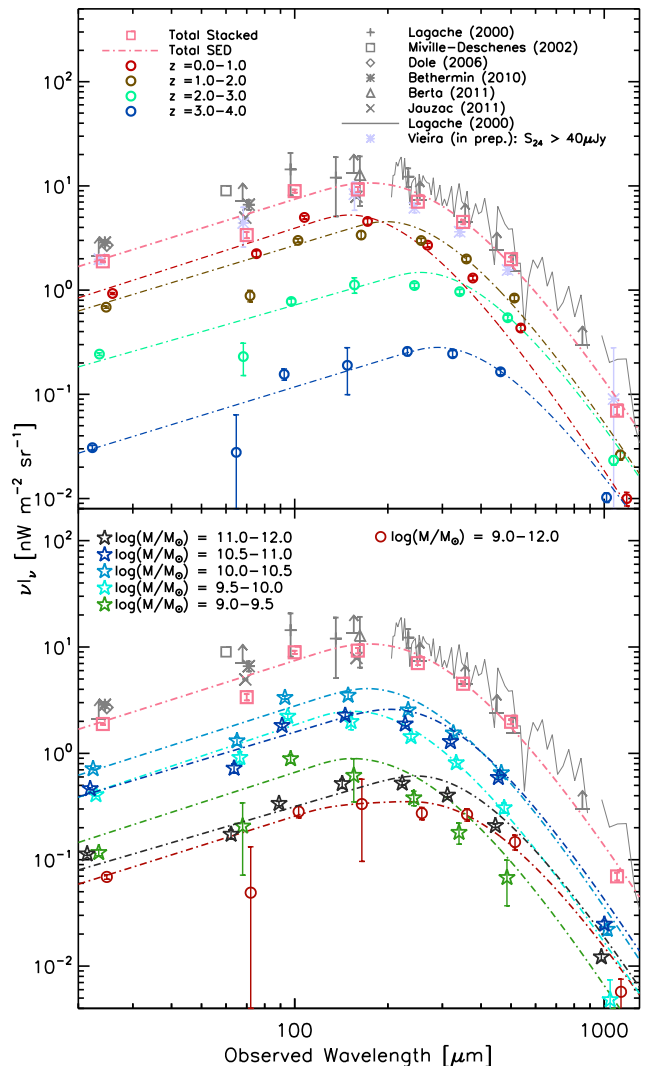 Total Stacked
Total SED
z =0.0−1.0
z =1.0−2.0
z =2.0−3.0
z =3.0−4.0
Lagache (2000)
Miville−Deschenes (2002)
Dole (2006)
Bethermin (2010)
Berta (2011)
Jauzac (2011)
Lagache (2000)
Vieira (in prep.): S₂₄ > 40μJy
10²
10¹
10⁰
10⁻¹
10⁻²
log(M/M⊙) = 11.0−12.0
log(M/M⊙) = 10.5−11.0
log(M/M⊙) = 10.0−10.5
log(M/M⊙) = 9.5−10.0
log(M/M⊙) = 9.0−9.5
log(M/M⊙) = 9.0−12.0
10²
10¹
10⁰
10⁻¹
10⁻²
νIᵥ [nW m⁻² sr⁻¹]
100
1000
Observed Wavelength [μm]